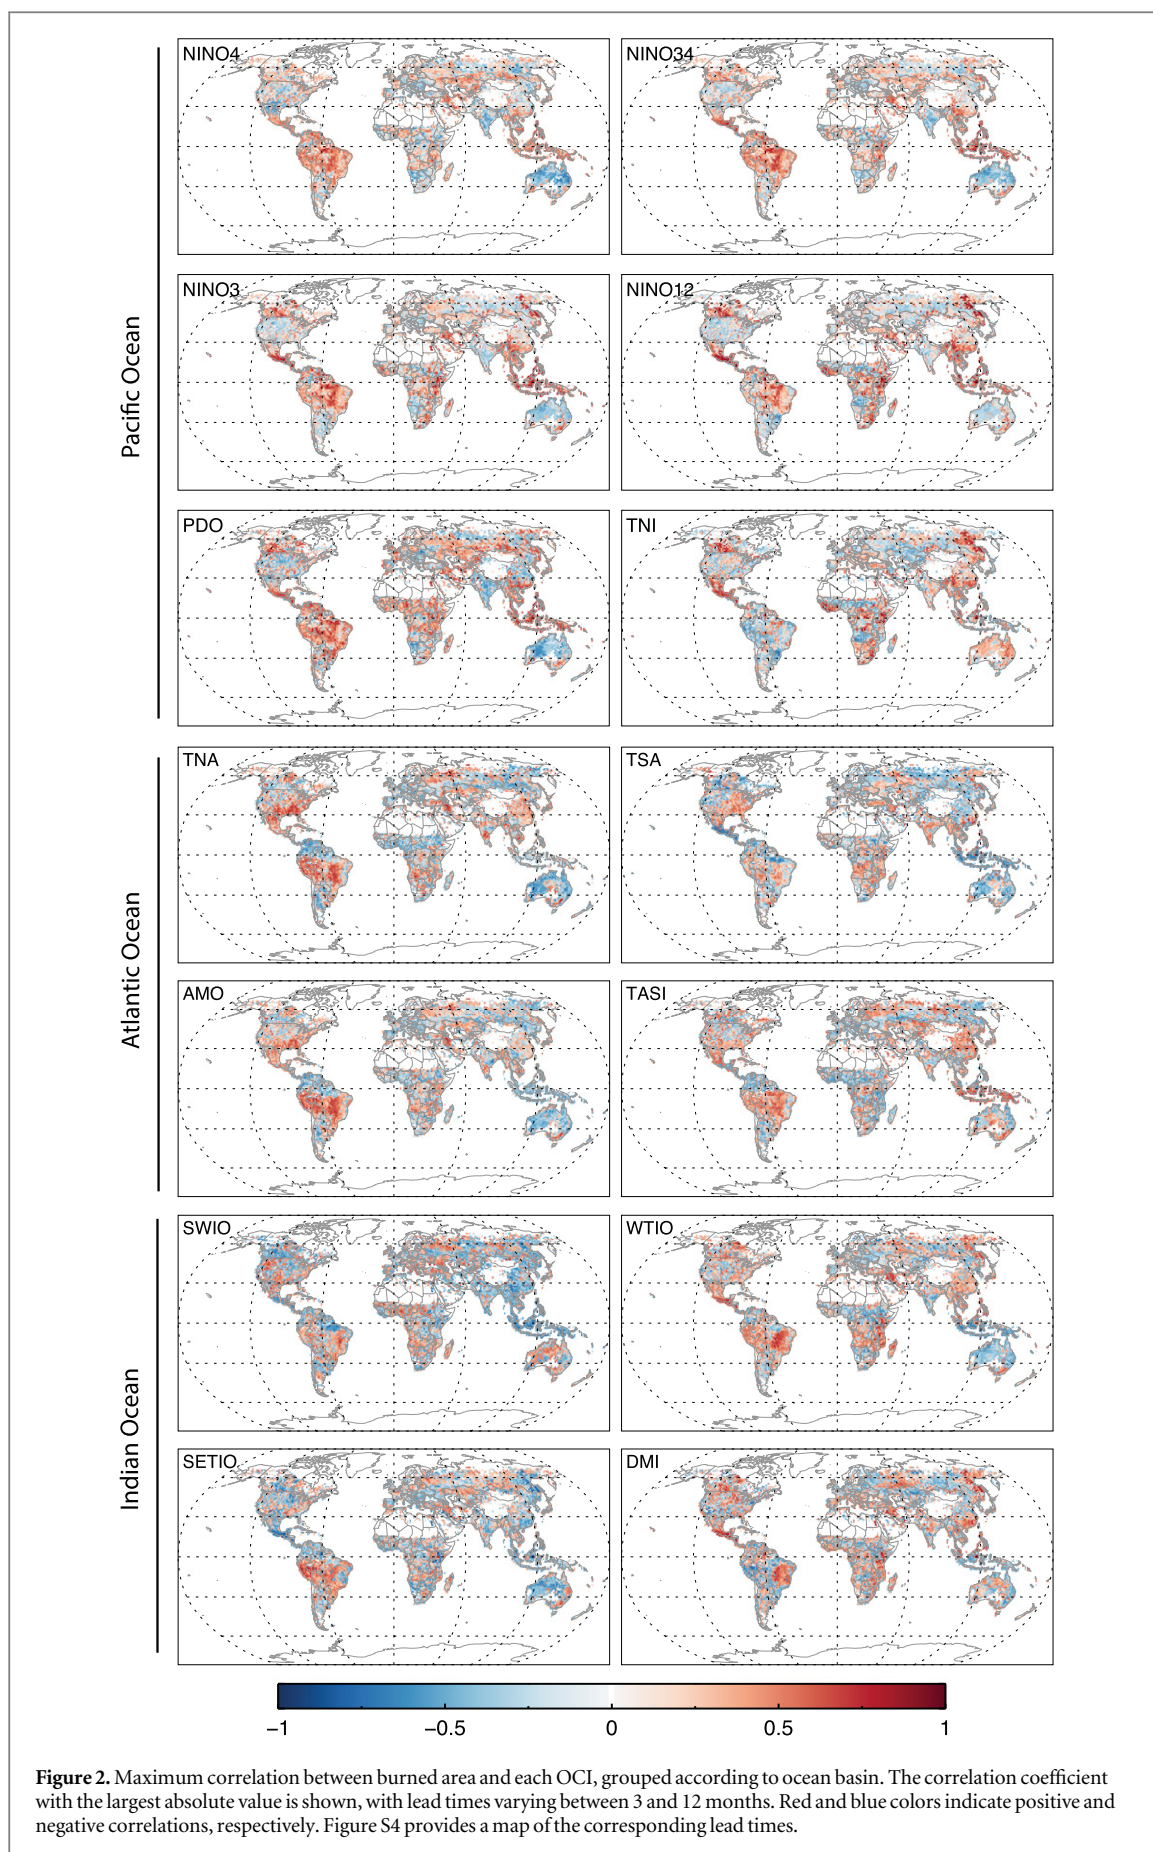 Pacific Ocean
NINO4
NINO34
NINO3
NINO12
PDO
TNI
Atlantic Ocean
TNA
TSA
AMO
TASI
Indian Ocean
SWIO
WTIO
SETIO
DMI
−1 −0.5 0 0.5 1
Figure 2. Maximum correlation between burned area and each OCI, grouped according to ocean basin. The correlation coefficient
with the largest absolute value is shown, with lead times varying between 3 and 12 months. Red and blue colors indicate positive and
negative correlations, respectively. Figure S4 provides a map of the corresponding lead times.